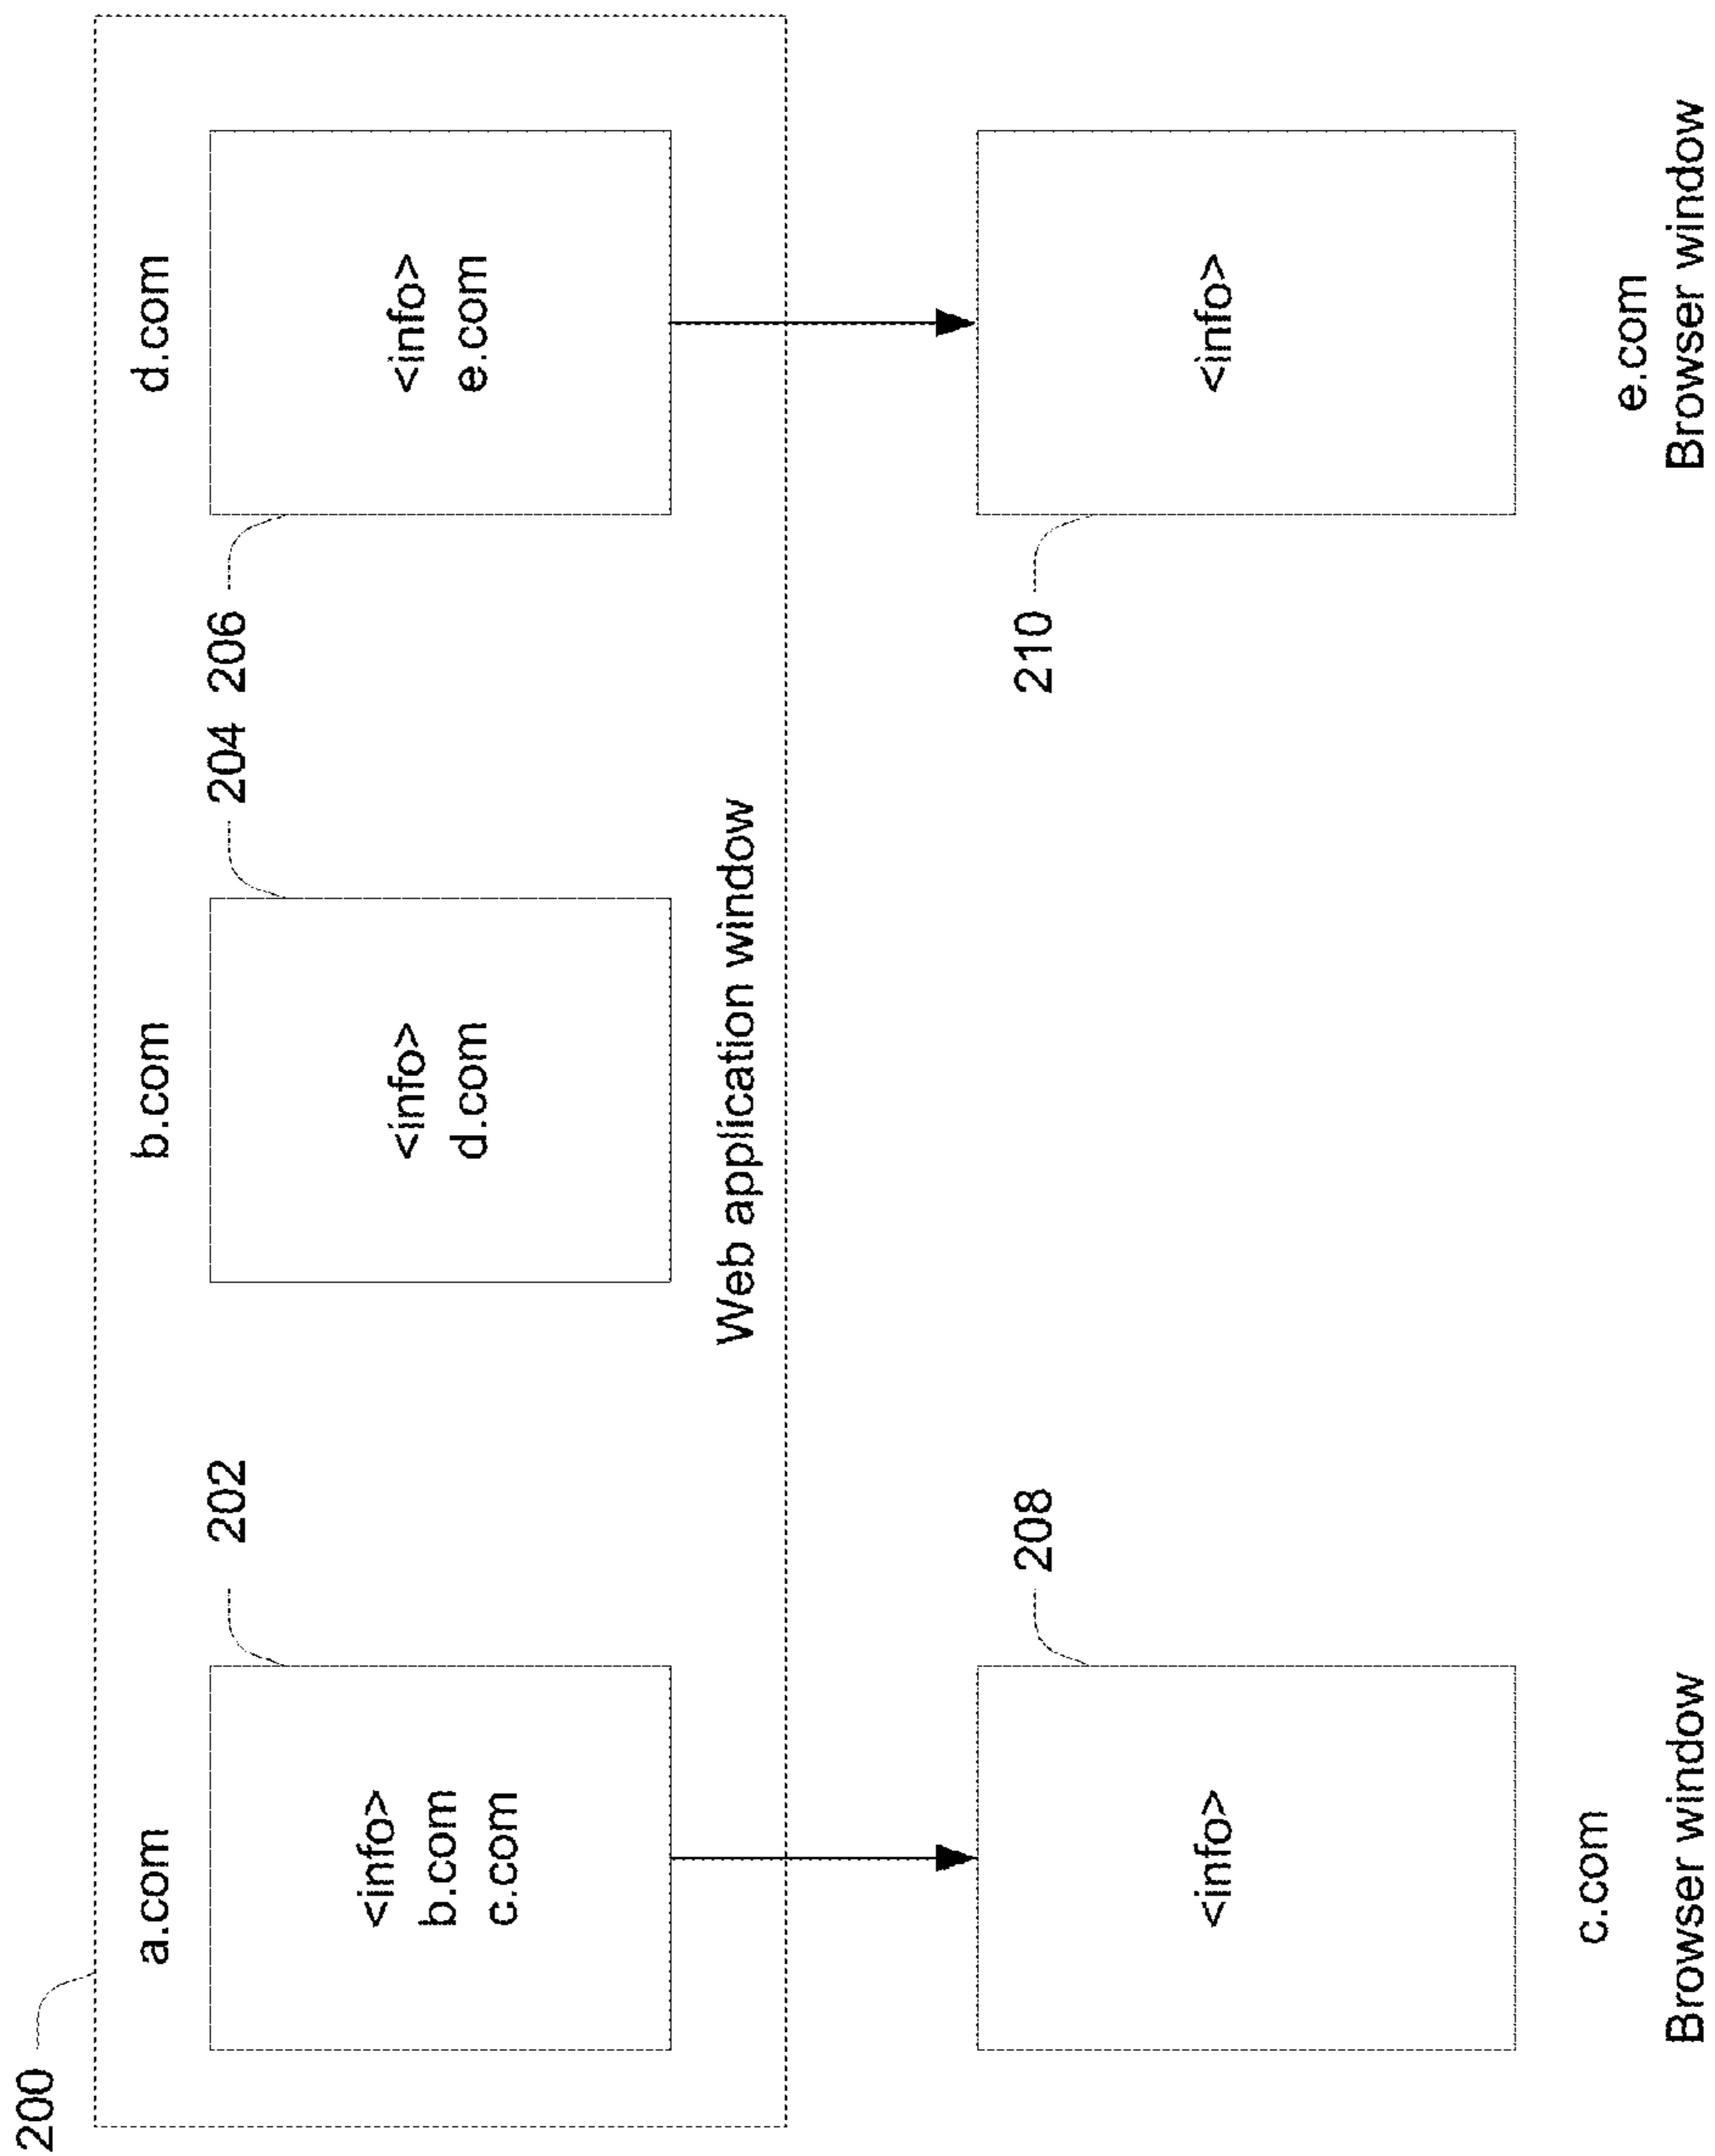 200
a.com
b.com
d.com
202
204
206
<info>
b.com
c.com
<info>
d.com
<info>
e.com
Web application window
208
210
<info>
<info>
c.com
Browser window
e.com
Browser window